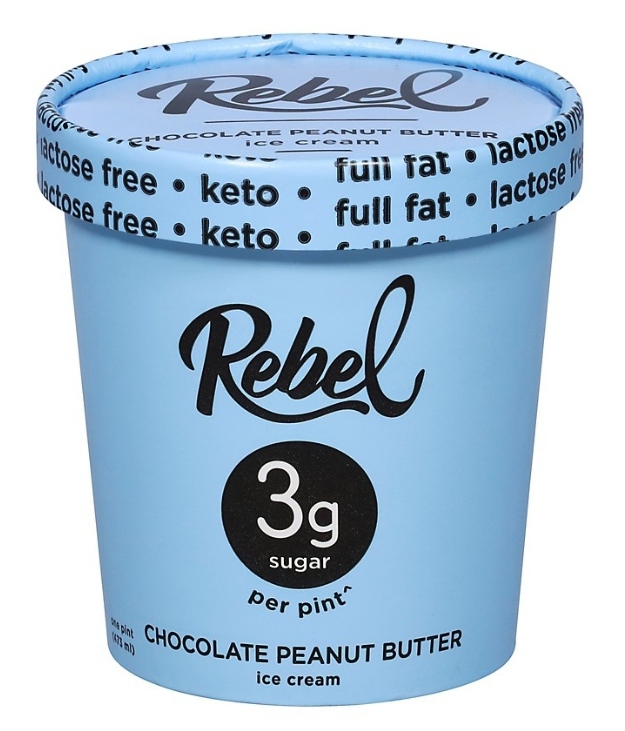 Rebel
CHOCOLATE PEANUT BUTTER
ice cream
lactose free • keto • full fat • lactose
lactose free • keto • full fat • lactose free
Rebel
3g
sugar
per pint^
one pint
(473 ml)
CHOCOLATE PEANUT BUTTER
ice cream